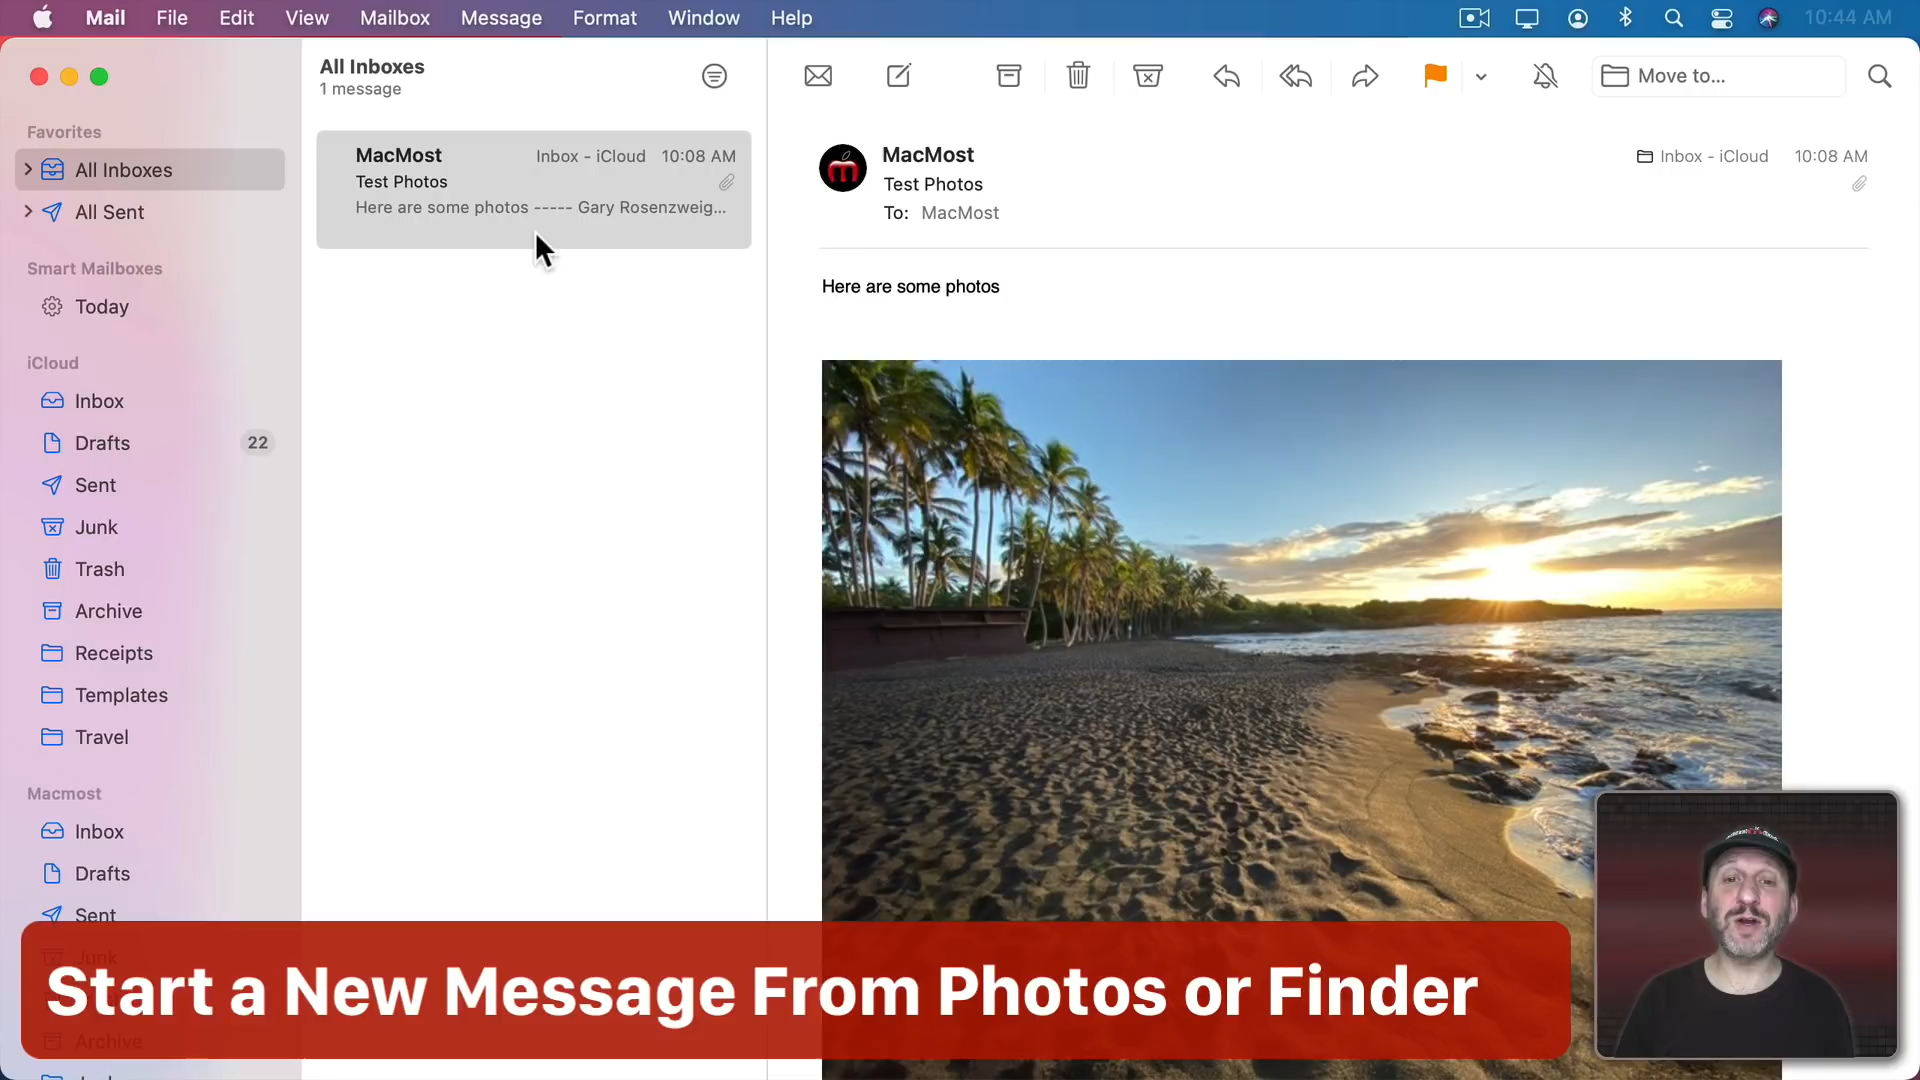 Mail File Edit View Mailbox Message Format Window Help 10:44 AM
All Inboxes
1 message
Move to...
Favorites
All Inboxes
All Sent
Smart Mailboxes
Today
iCloud
Inbox
Drafts 22
Sent
Junk
Trash
Archive
Receipts
Templates
Travel
Macmost
Inbox
Drafts
Sent
Junk
Archive
MacMost Inbox - iCloud 10:08 AM
Test Photos
Here are some photos ----- Gary Rosenzweig...
MacMost Inbox - iCloud 10:08 AM
Test Photos
To: MacMost
Here are some photos
Start a New Message From Photos or Finder